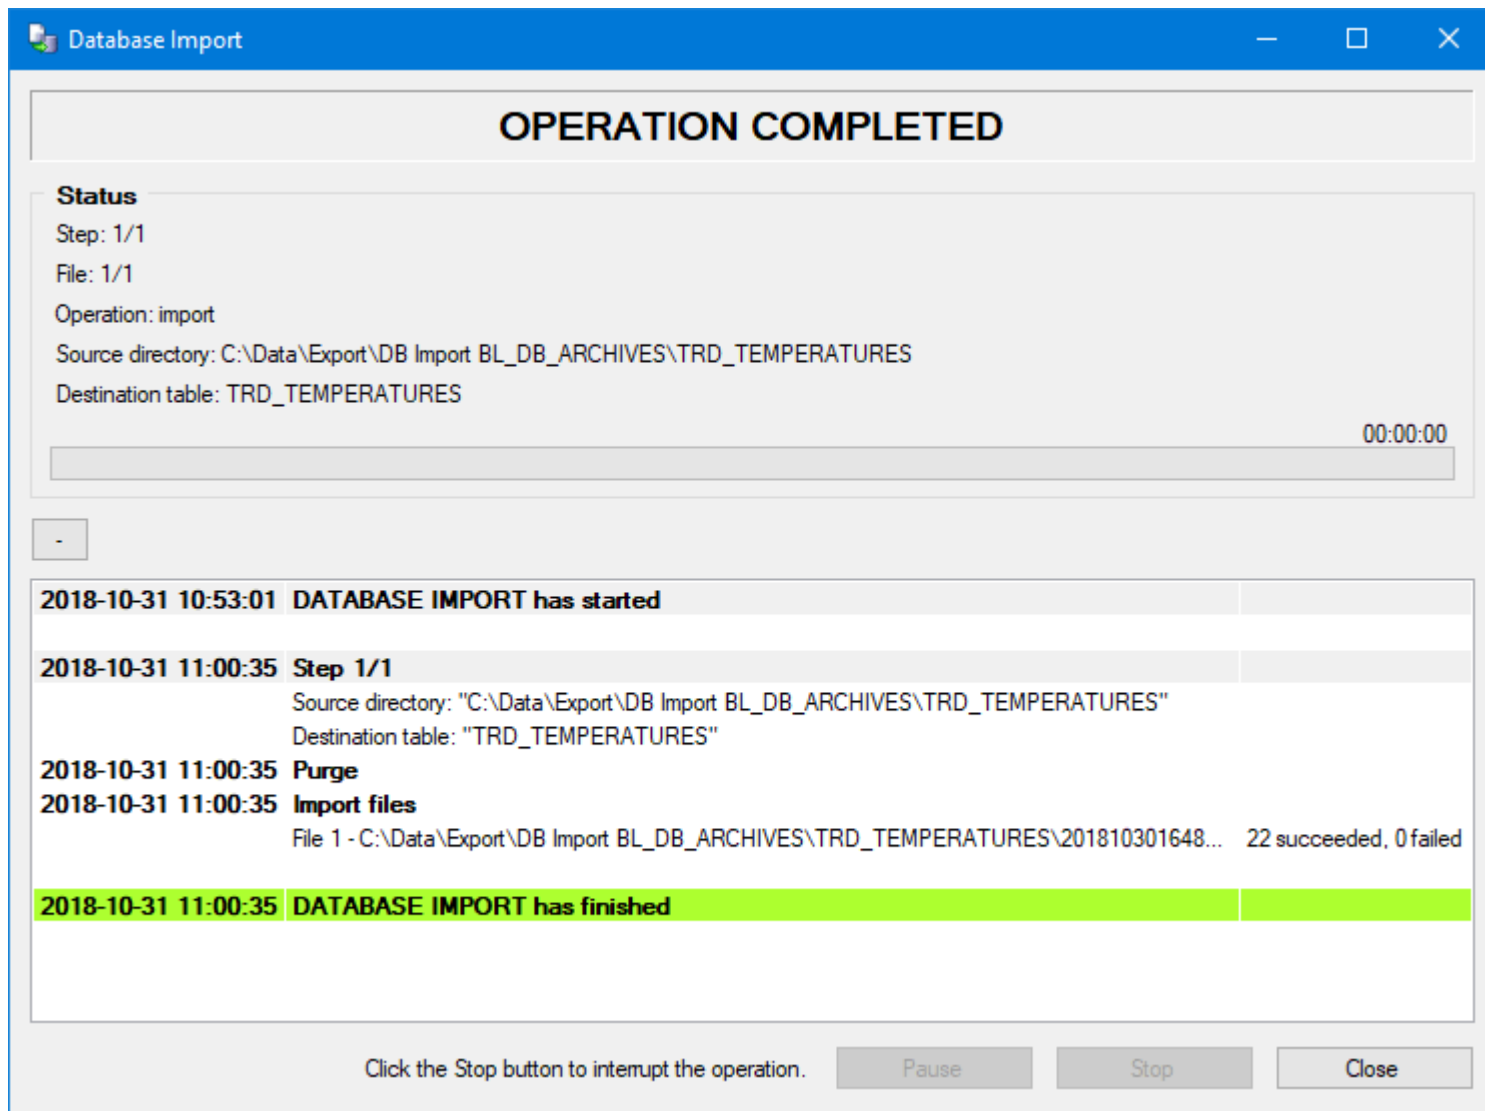 Database Import
OPERATION COMPLETED
Status
Step: 1/1
File: 1/1
Operation: import
Source directory: C:\Data\Export\DB Import BL_DB_ARCHIVES\TRD_TEMPERATURES
Destination table: TRD_TEMPERATURES
00:00:00
-
2018-10-31 10:53:01 DATABASE IMPORT has started
2018-10-31 11:00:35 Step 1/1
Source directory: "C:\Data\Export\DB Import BL_DB_ARCHIVES\TRD_TEMPERATURES"
Destination table: "TRD_TEMPERATURES"
2018-10-31 11:00:35 Purge
2018-10-31 11:00:35 Import files
File 1 - C:\Data\Export\DB Import BL_DB_ARCHIVES\TRD_TEMPERATURES\201810301648... 22 succeeded, 0 failed
2018-10-31 11:00:35 DATABASE IMPORT has finished
Click the Stop button to interrupt the operation. Pause Stop Close